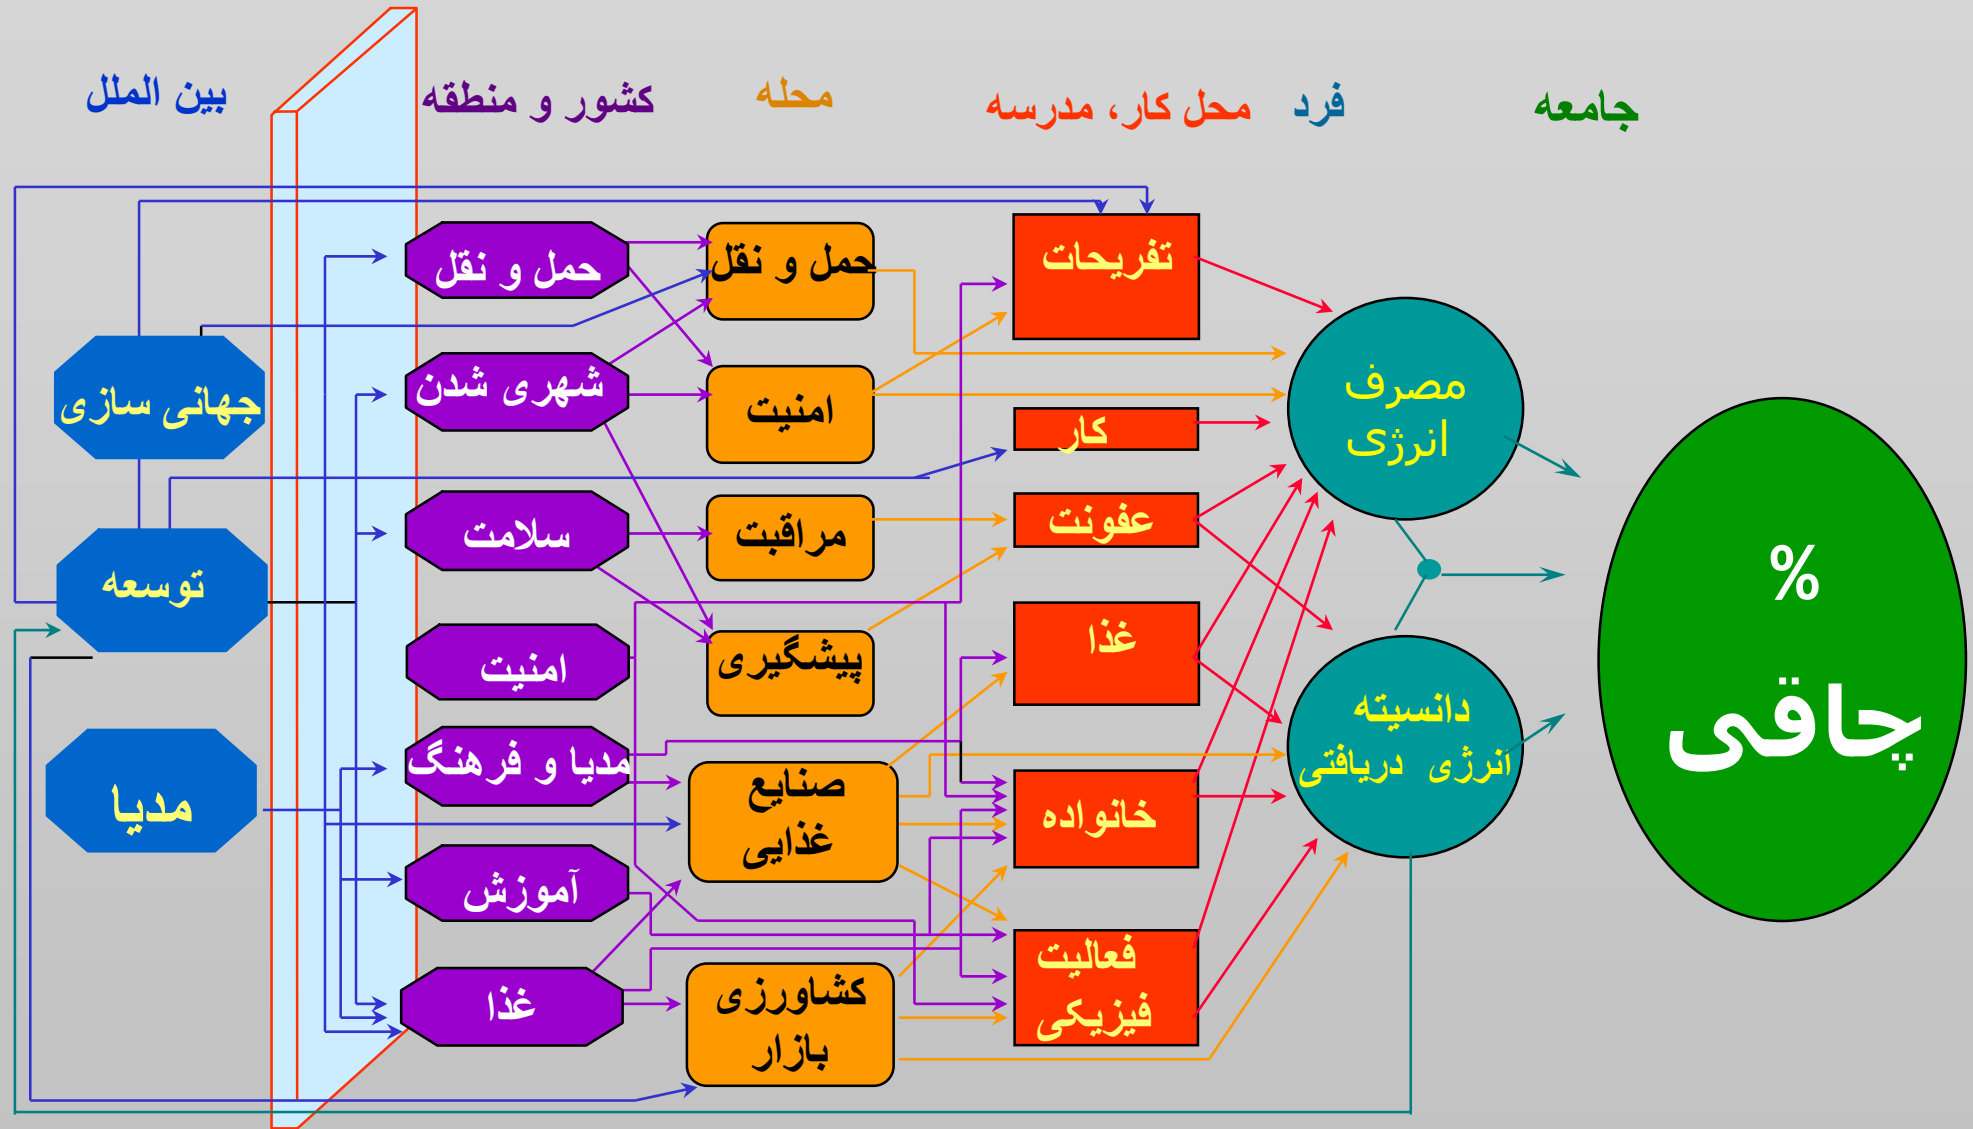 بین الملل
کشور و منطقه
محله
محل کار، مدرسه
فرد
جامعه
جهانی سازی
توسعه
مدیا
حمل و نقل
شهری شدن
سلامت
امنیت
مدیا و فرهنگ
آموزش
غذا
حمل و نقل
امنیت
مراقبت
پیشگیری
صنایع
غذایی
کشاورزی
بازار
تفریحات
کار
عفونت
غذا
خانواده
فعالیت
فیزیکی
مصرف
انرژی
دانسیته
انرژی دریافتی
%
چاقی